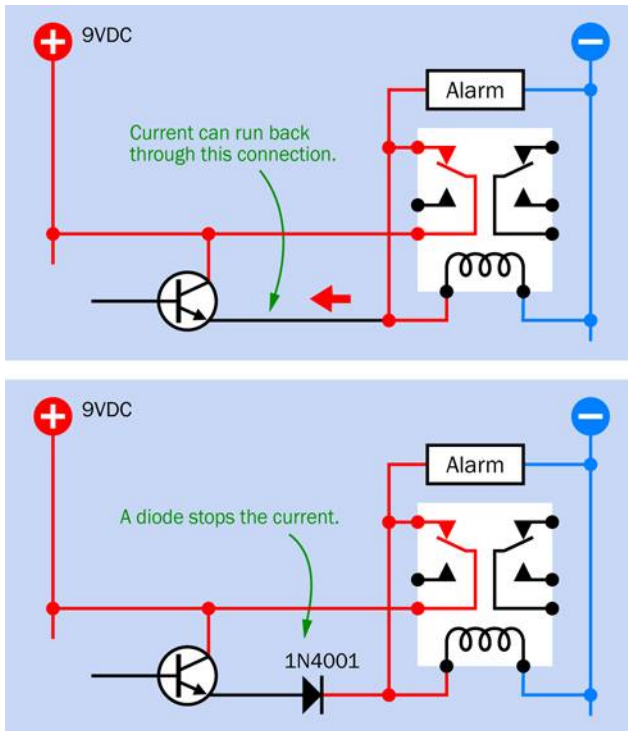 9VDC
Alarm
Current can run back
through this connection.
9VDC
Alarm
A diode stops the current.
1N4001